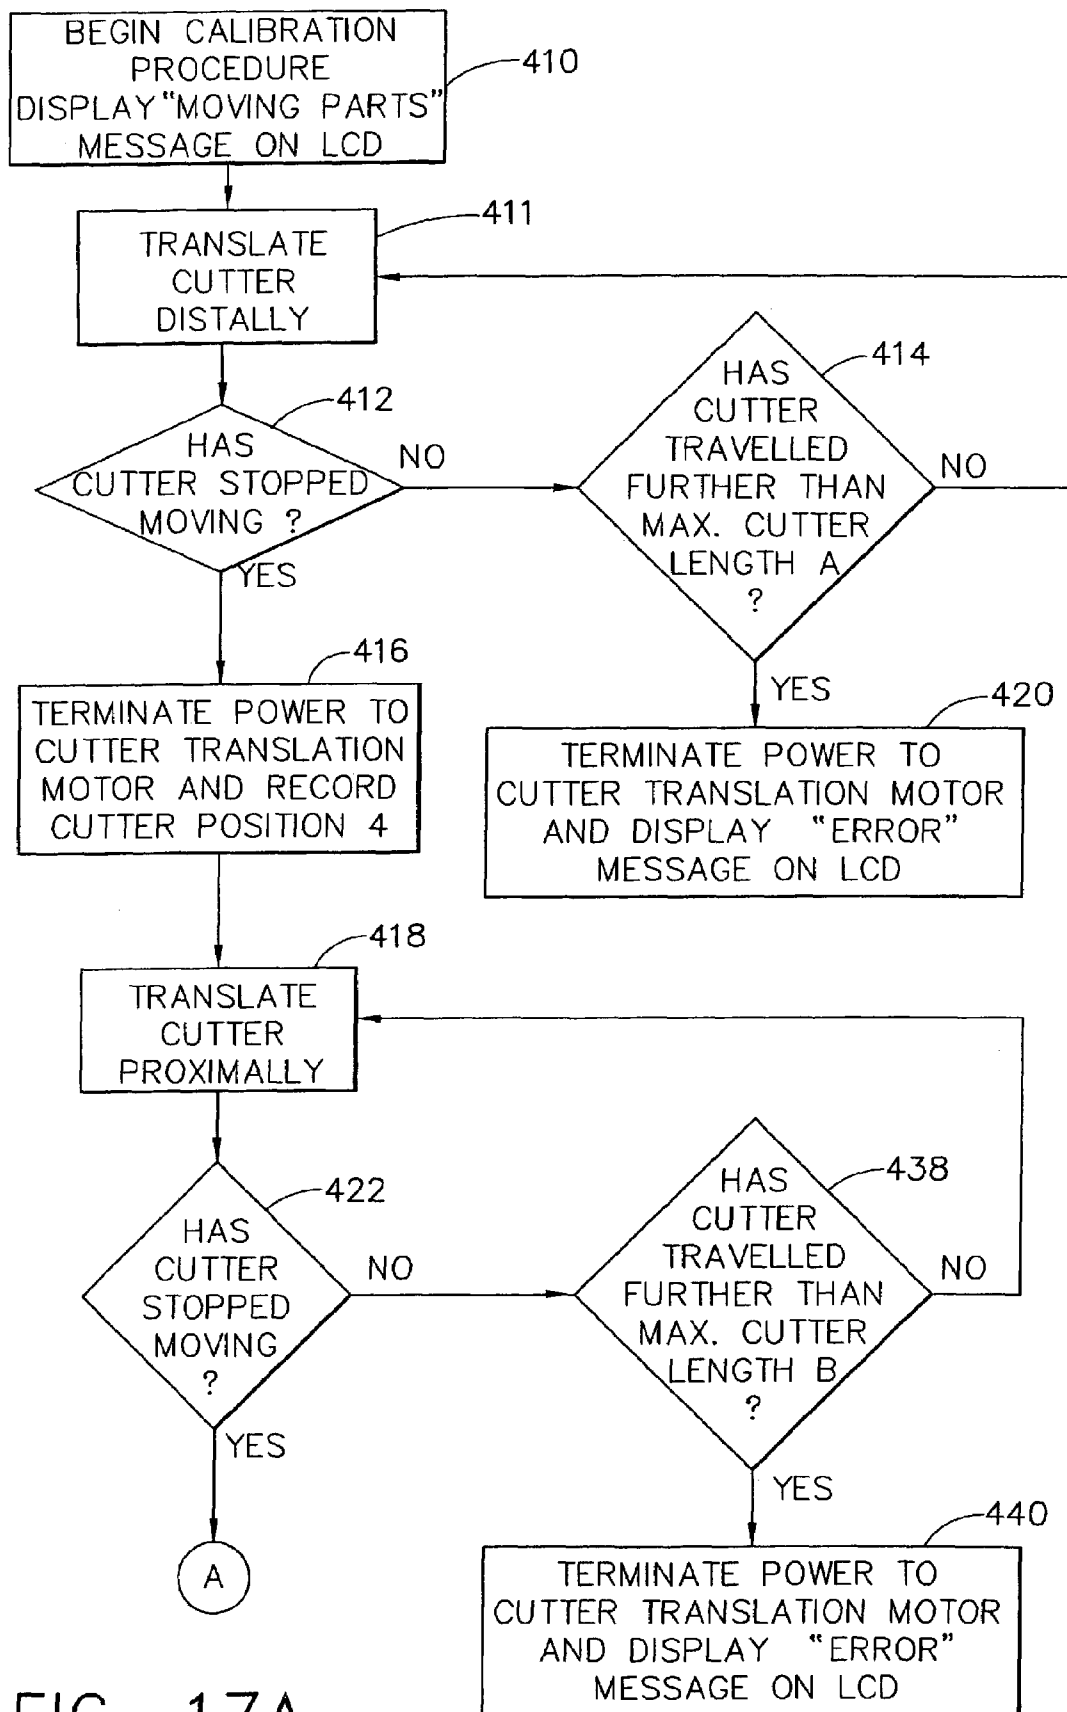 BEGIN CALIBRATION
PROCEDURE
DISPLAY "MOVING PARTS"
MESSAGE ON LCD
410
TRANSLATE
CUTTER
DISTALLY
411
HAS
CUTTER STOPPED
MOVING ?
412
NO
YES
HAS
CUTTER
TRAVELLED
FURTHER THAN
MAX. CUTTER
LENGTH A
?
414
NO
YES
TERMINATE POWER TO
CUTTER TRANSLATION
MOTOR AND RECORD
CUTTER POSITION 4
416
TERMINATE POWER TO
CUTTER TRANSLATION MOTOR
AND DISPLAY "ERROR"
MESSAGE ON LCD
420
TRANSLATE
CUTTER
PROXIMALLY
418
HAS
CUTTER
STOPPED
MOVING
?
422
NO
YES
HAS
CUTTER
TRAVELLED
FURTHER THAN
MAX. CUTTER
LENGTH B
?
438
NO
YES
A
TERMINATE POWER TO
CUTTER TRANSLATION MOTOR
AND DISPLAY "ERROR"
MESSAGE ON LCD
440
FIG. 17A